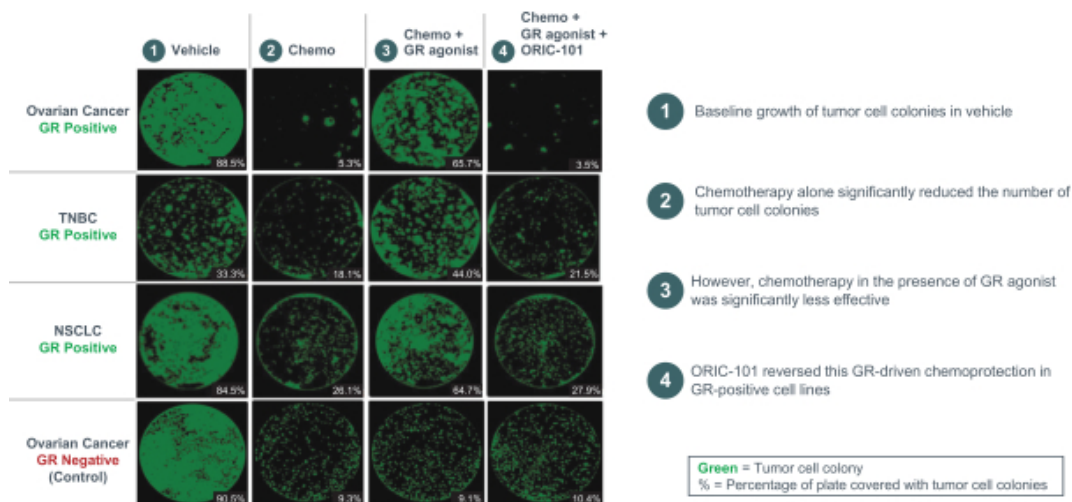 1 Vehicle
2 Chemo
3 Chemo +
GR agonist
4 Chemo +
GR agonist +
ORIC-101
Ovarian Cancer
GR Positive
88.5%
5.3%
65.7%
3.5%
TNBC
GR Positive
33.3%
18.1%
44.0%
21.5%
NSCLC
GR Positive
84.5%
26.1%
64.7%
27.9%
Ovarian Cancer
GR Negative
(Control)
90.5%
9.3%
9.1%
10.4%
1 Baseline growth of tumor cell colonies in vehicle
2 Chemotherapy alone significantly reduced the number of
tumor cell colonies
3 However, chemotherapy in the presence of GR agonist
was significantly less effective
4 ORIC-101 reversed this GR-driven chemoprotection in
GR-positive cell lines
Green = Tumor cell colony
% = Percentage of plate covered with tumor cell colonies